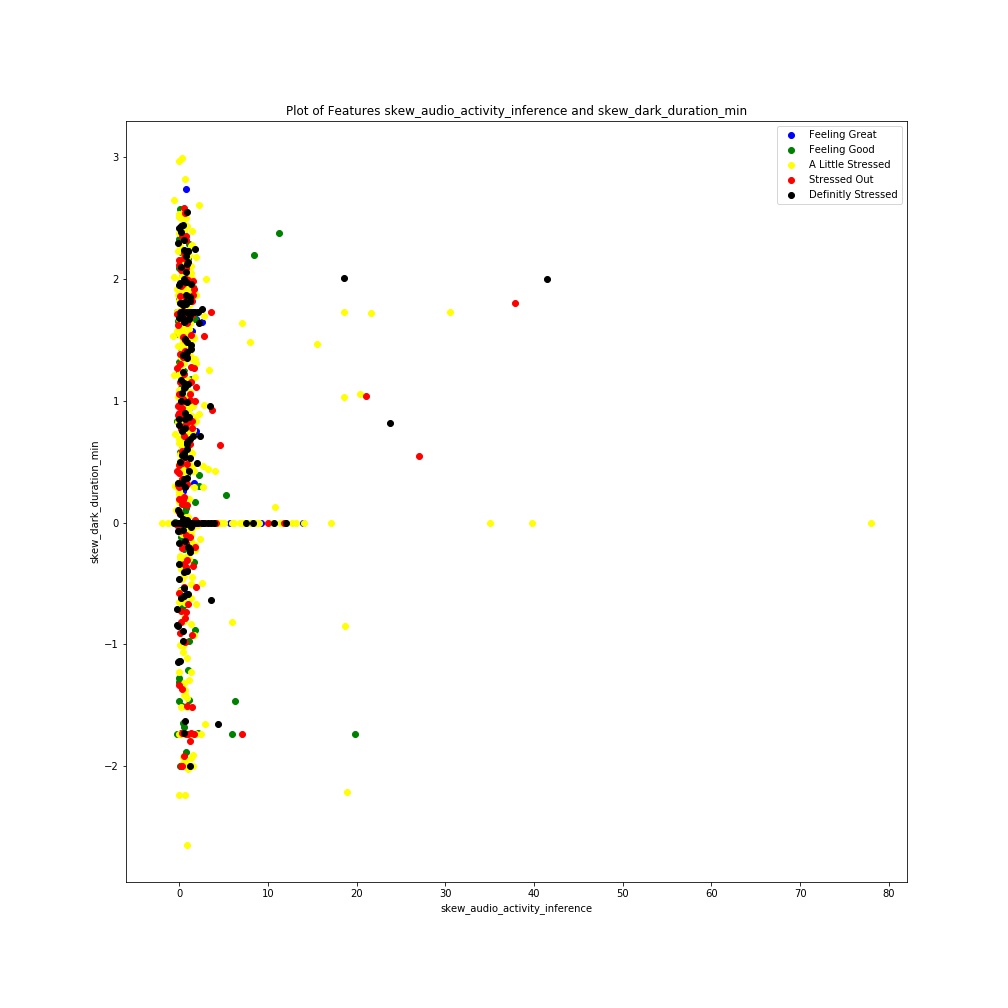 Plot of Features skew_audio_activity_inference and skew_dark_duration_min
Feeling Great
Feeling Good
A Little Stressed
Stressed Out
Definitly Stressed
skew_dark_duration_min
3
2
1
0
−1
−2
0 10 20 30 40 50 60 70 80
skew_audio_activity_inference